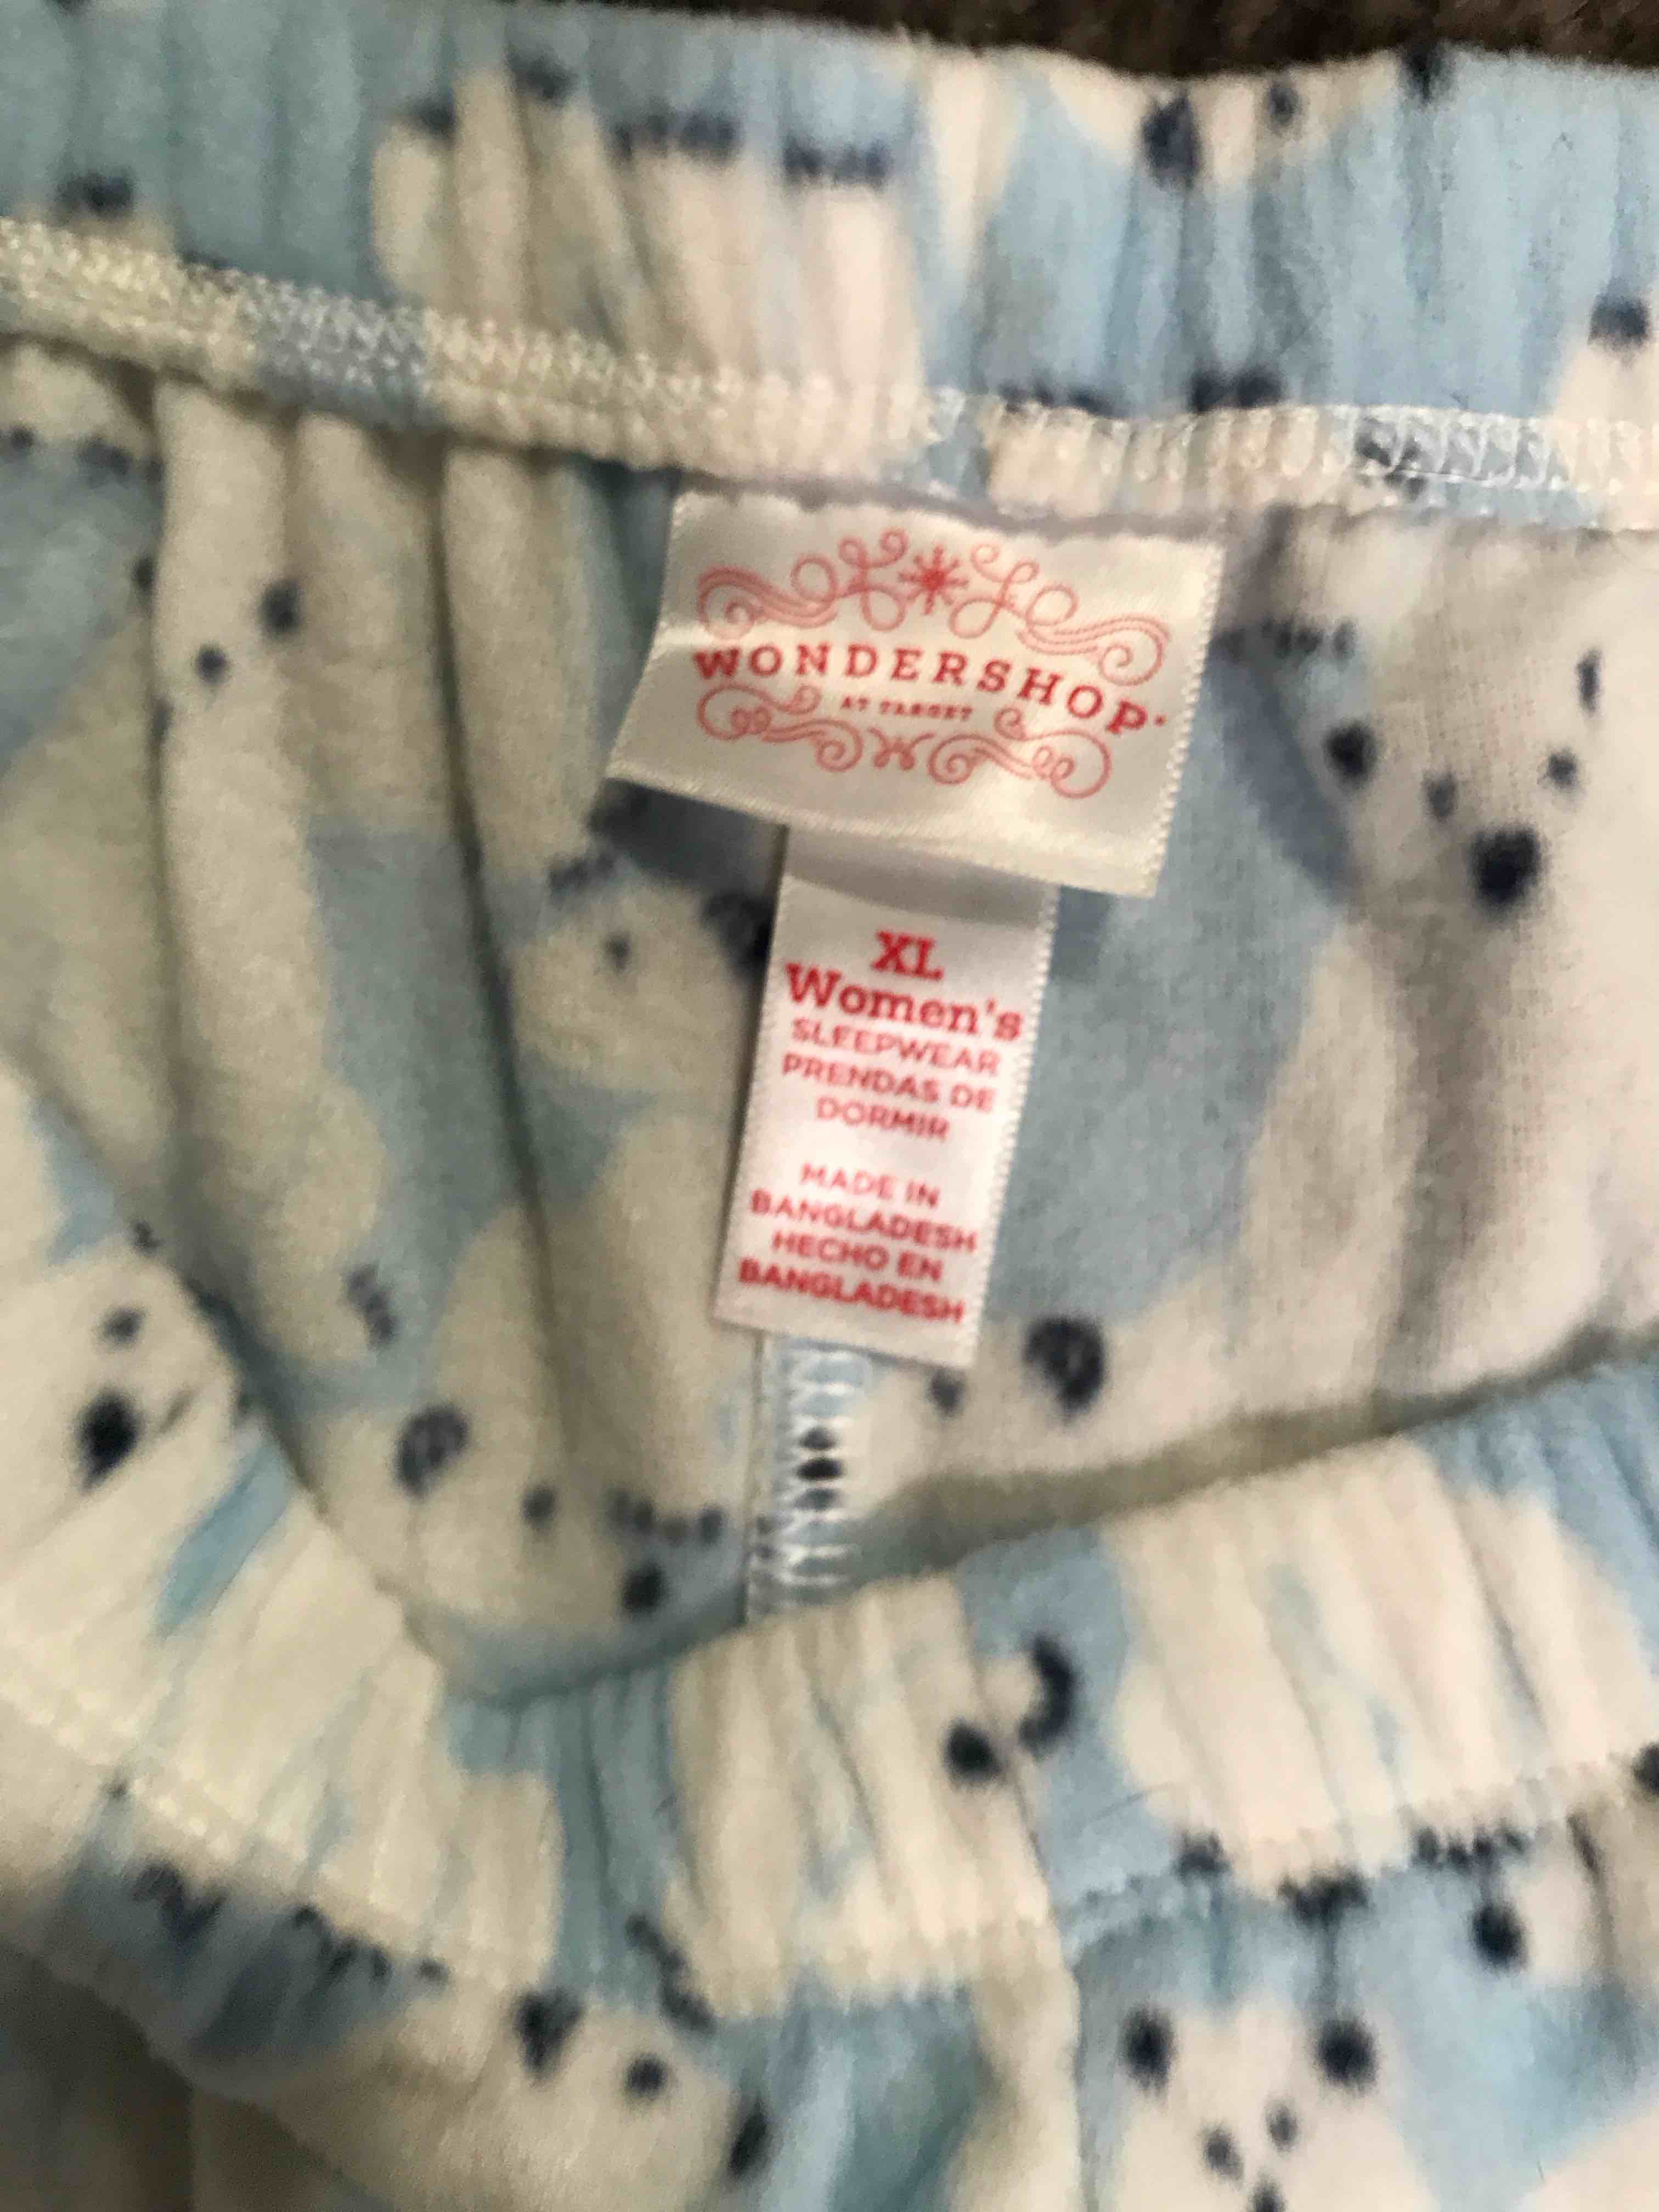 WONDERSHOP
AT TARGET
XL
Women's
SLEEPWEAR
PRENDAS DE
DORMIR
MADE IN
BANGLADESH
HECHO EN
BANGLADESH